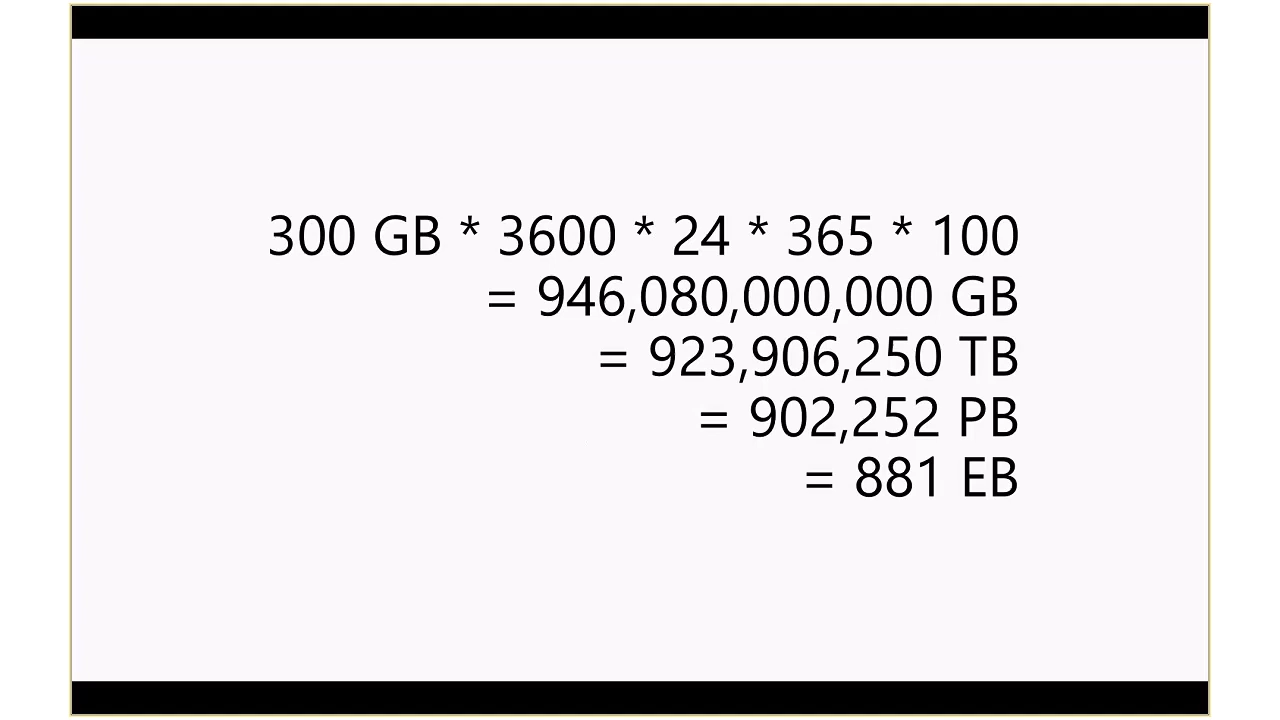 300 GB * 3600 * 24 * 365 * 100
= 946,080,000,000 GB
= 923,906,250 TB
= 902,252 PB
= 881 EB